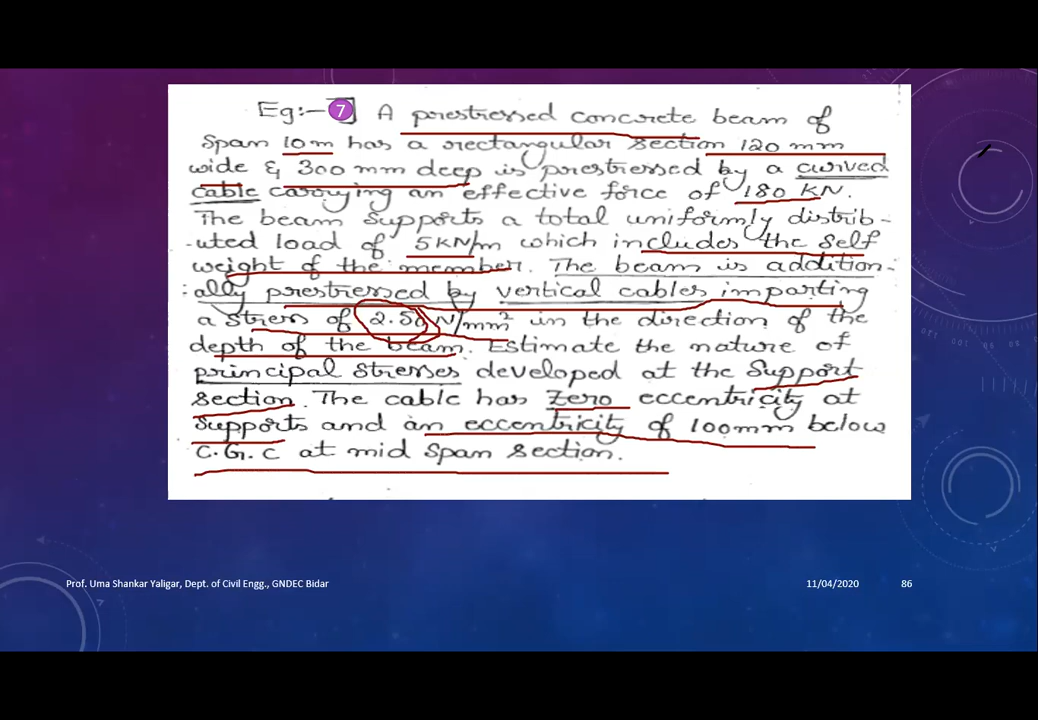 Eg:- 7 A prestressed concrete beam of
Span 10m has a rectangular section 120 mm
wide & 300 mm deep is prestressed by a curved
cable carrying an effective force of 180 KN.
The beam supports a total uniformly distrib-
-uted load of 5KN/m which includes the self
weight of the member. The beam is addition-
:ally prestressed by vertical cables imparting
a stress of 2.50 N/mm² in the direction of the
depth of the beam. Estimate the nature of
principal stresses developed at the support
section. The cable has zero eccentricity at
supports and an eccentricity of 100mm below
C.G.C at mid span section.
Prof. Uma Shankar Yaligar, Dept. of Civil Engg., GNDEC Bidar 11/04/2020 86